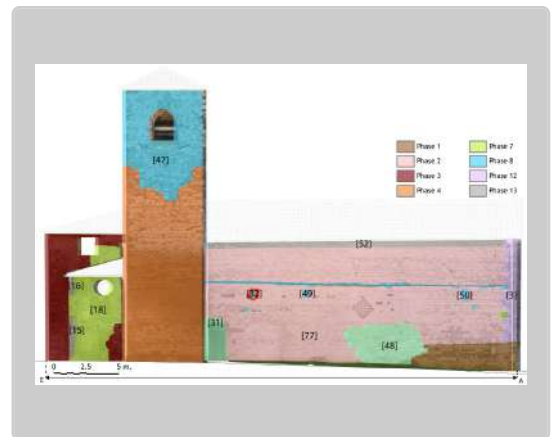 [47]
Phase 1
Phase 2
Phase 3
Phase 4
Phase 7
Phase 8
Phase 12
Phase 13
[52]
[16]
[49]
[50]
[18]
[31]
[15]
[77]
[48]
0 2.5 5 m.
E A